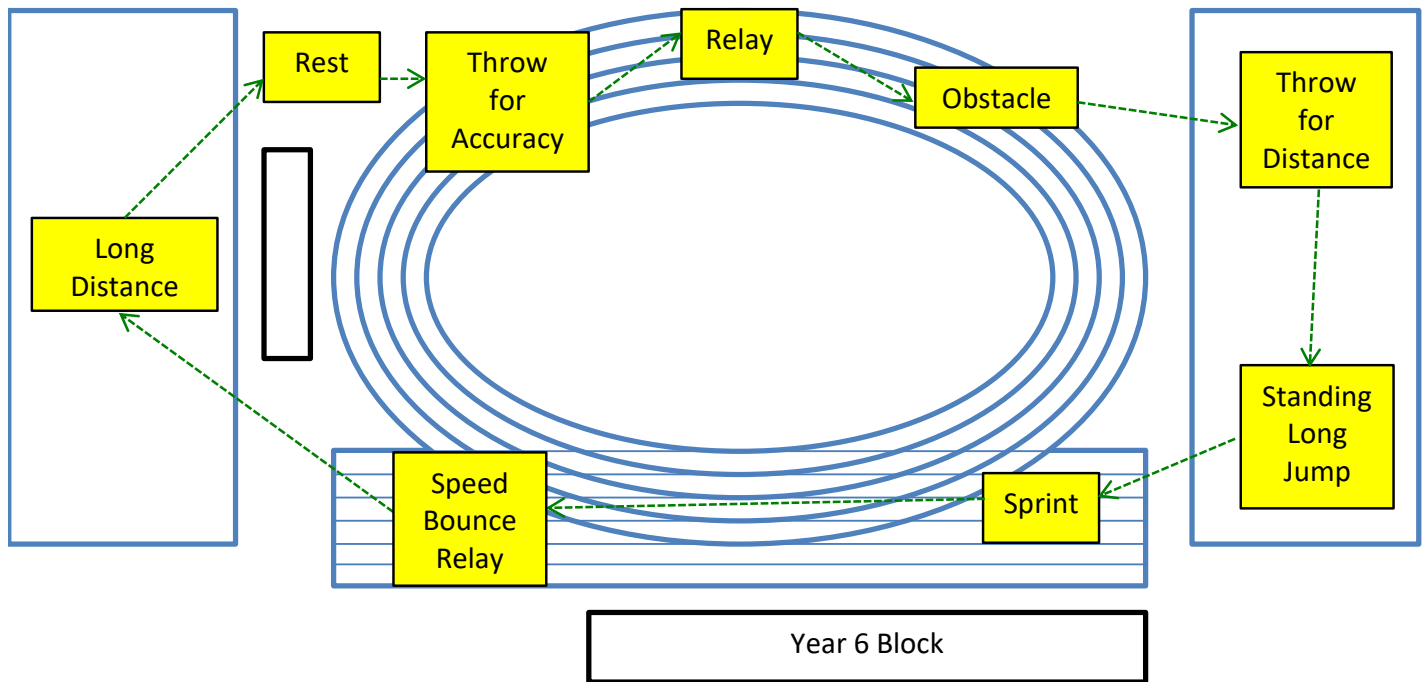 Rest
Throw
for
Accuracy
Relay
Obstacle
Throw
for
Distance
Long
Distance
Standing
Long
Jump
Speed
Bounce
Relay
Sprint
Year 6 Block